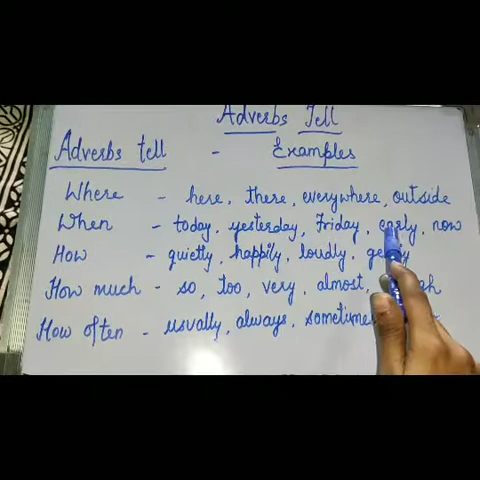 Adverbs Tell
Adverbs tell - Examples
Where - here, there, everywhere, outside
When - today, yesterday, Friday, early, now
How - quietly, happily, loudly,
How much - so, too, very, almost,
How often - usually, always,